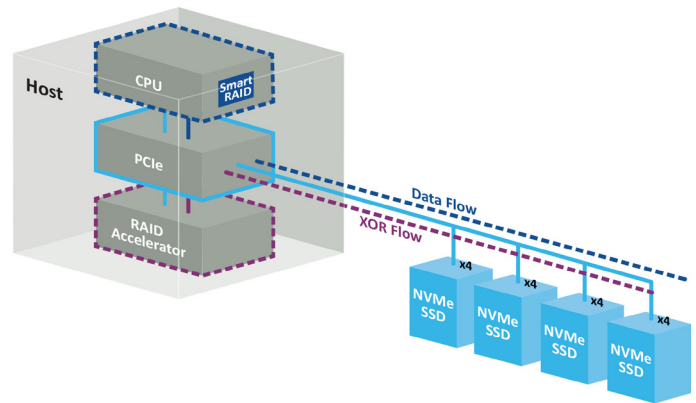 Host
CPU
Smart
RAID
PCIe
RAID
Accelerator
Data Flow
XOR Flow
x4
NVMe
SSD
x4
NVMe
SSD
x4
NVMe
SSD
x4
NVMe
SSD